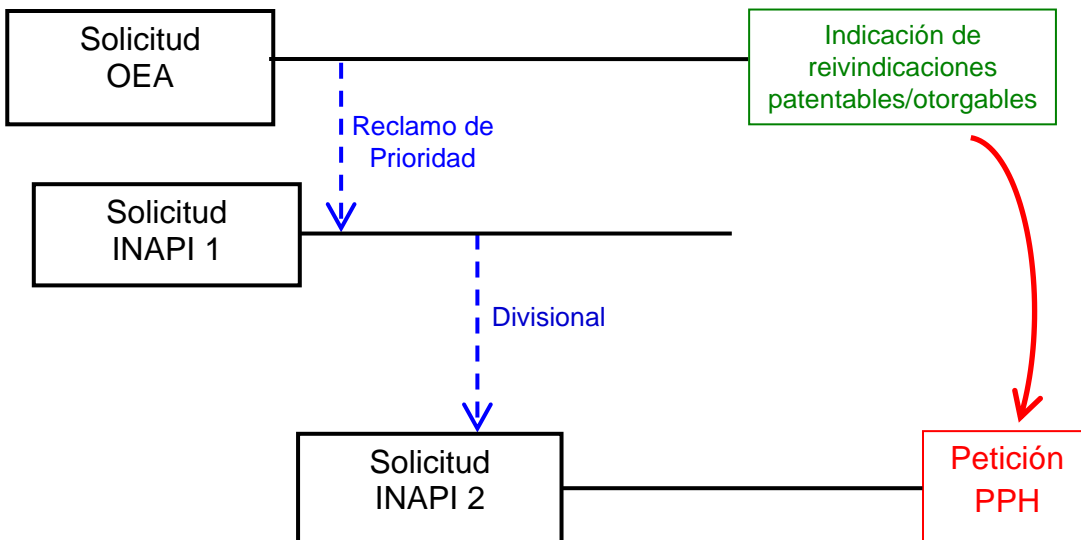 Solicitud
OEA
Indicación de
reivindicaciones
patentables/otorgables
Reclamo de
Prioridad
Solicitud
INAPI 1
Divisional
Solicitud
INAPI 2
Petición
PPH